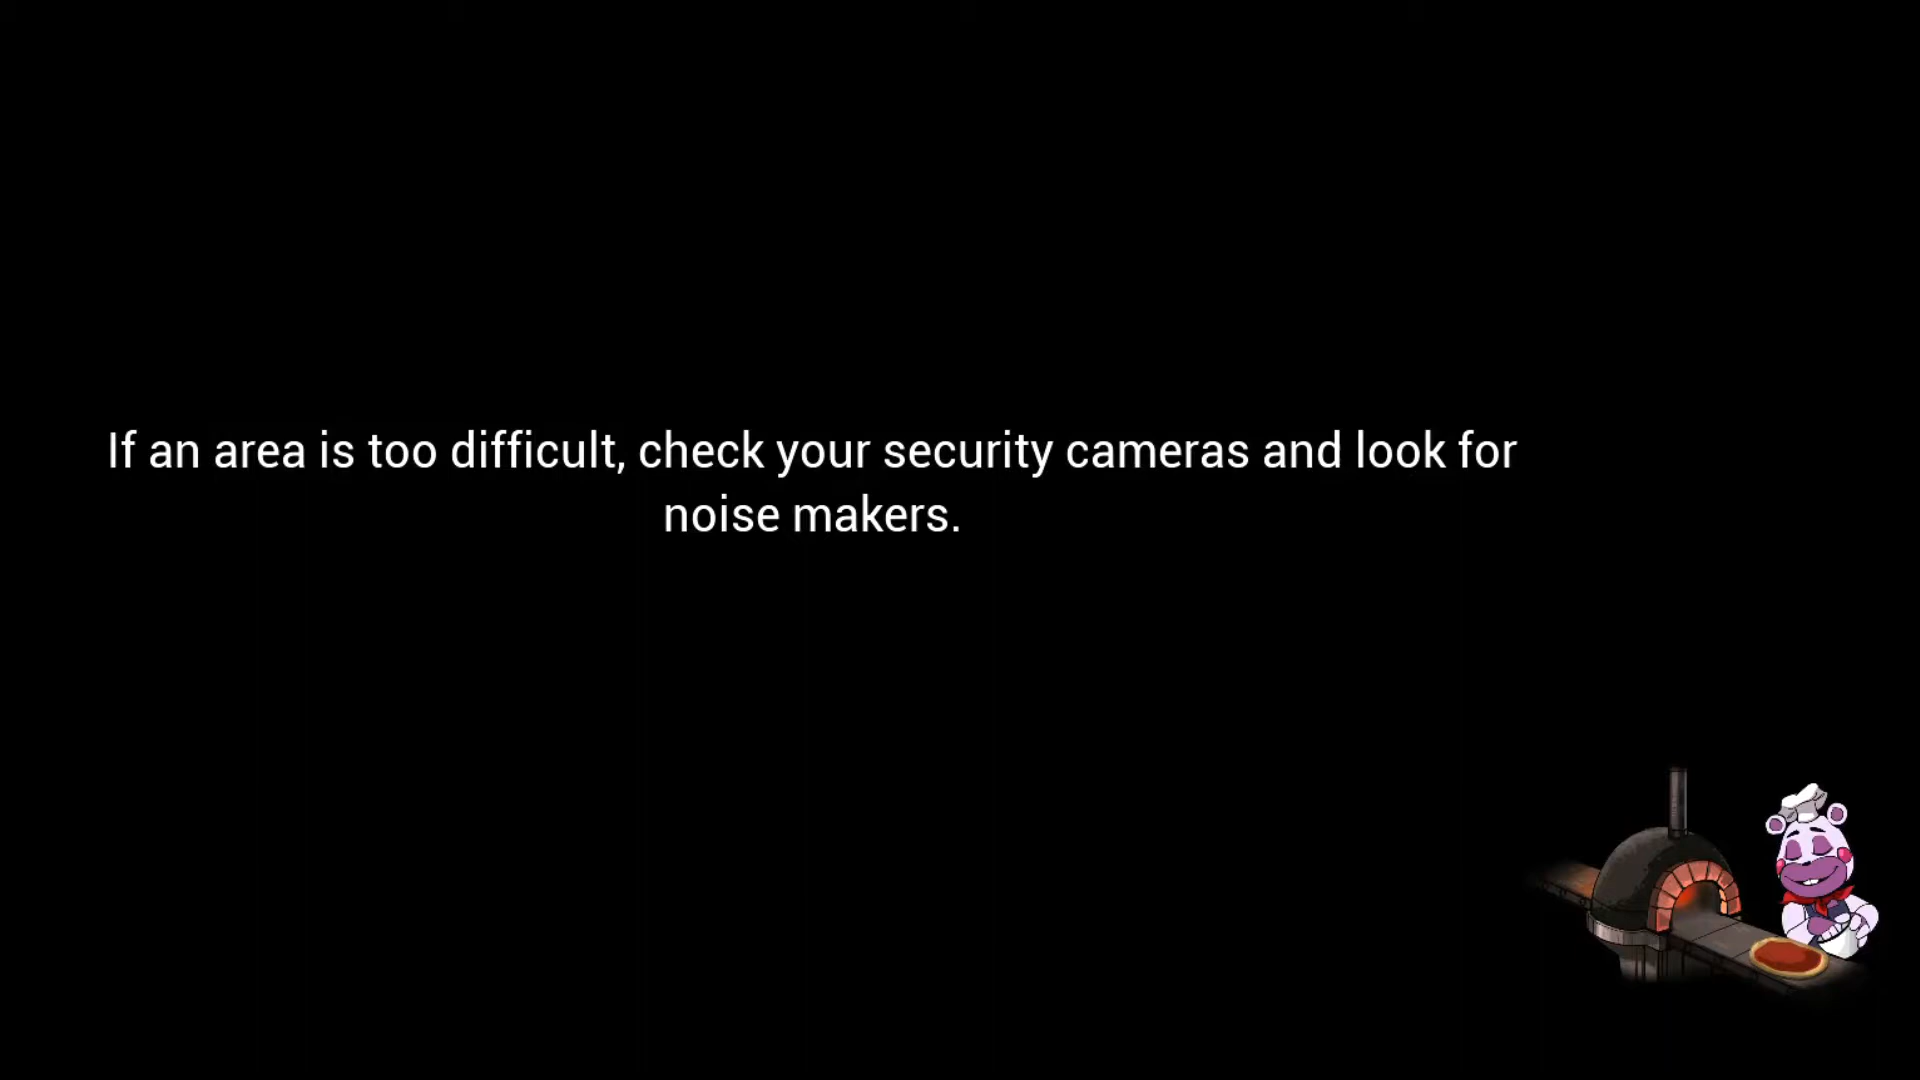 If an area is too difficult, check your security cameras and look for
noise makers.